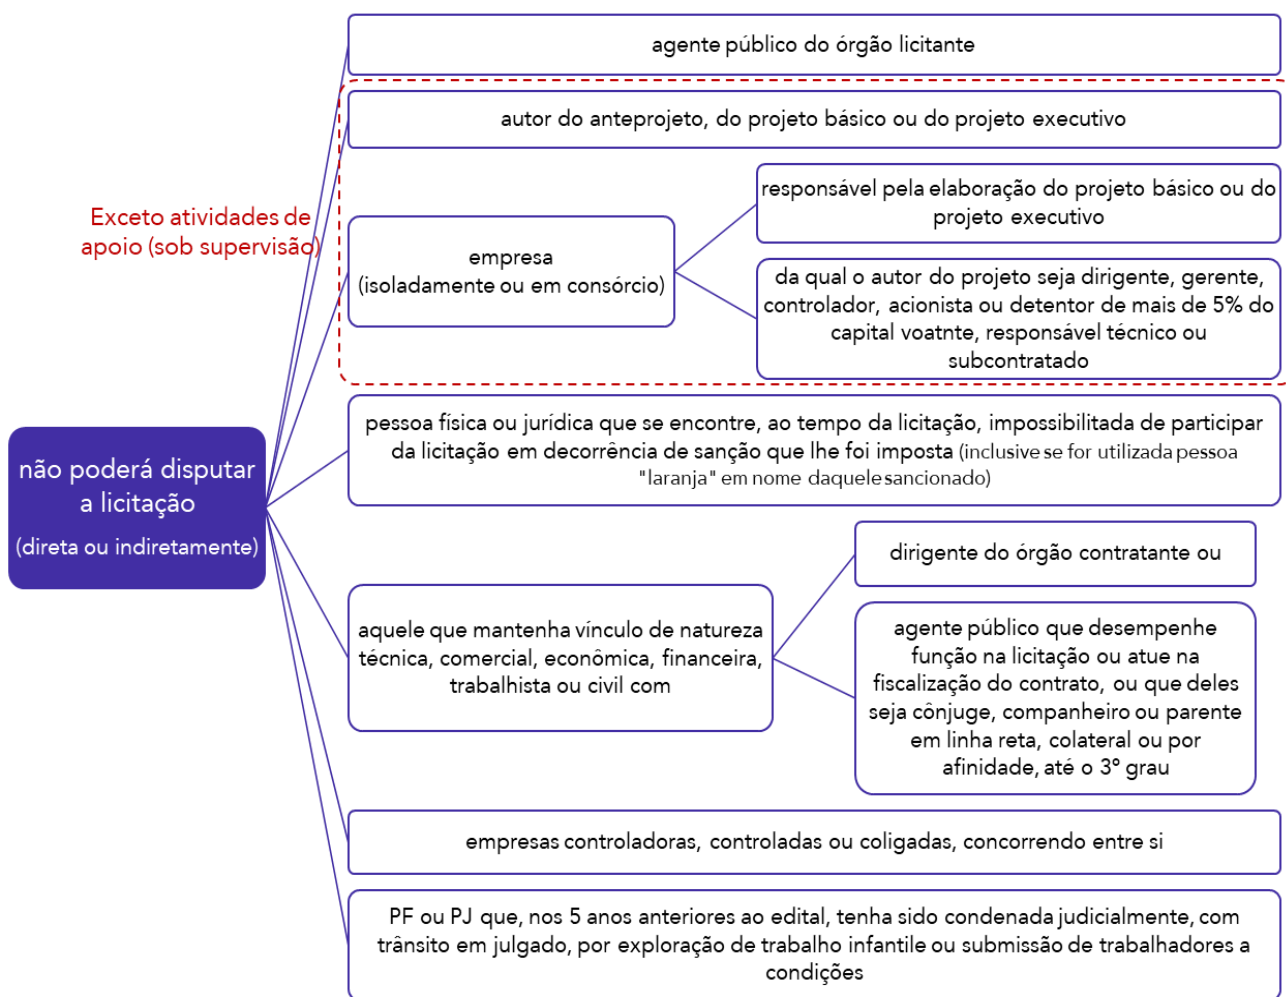 agente público do órgão licitante
autor do anteprojeto, do projeto básico ou do projeto executivo
Exceto atividades de
apoio (sob supervisão)
empresa
(isoladamente ou em consórcio)
responsável pela elaboração do projeto básico ou do
projeto executivo
da qual o autor do projeto seja dirigente, gerente,
controlador, acionista ou detentor de mais de 5% do
capital voatnte, responsável técnico ou
subcontratado
não poderá disputar
a licitação
(direta ou indiretamente)
pessoa física ou jurídica que se encontre, ao tempo da licitação, impossibilitada de participar
da licitação em decorrência de sanção que lhe foi imposta (inclusive se for utilizada pessoa
"laranja" em nome daquele sancionado)
aquele que mantenha vínculo de natureza
técnica, comercial, econômica, financeira,
trabalhista ou civil com
dirigente do órgão contratante ou
agente público que desempenhe
função na licitação ou atue na
fiscalização do contrato, ou que deles
seja cônjuge, companheiro ou parente
em linha reta, colateral ou por
afinidade, até o 3º grau
empresas controladoras, controladas ou coligadas, concorrendo entre si
PF ou PJ que, nos 5 anos anteriores ao edital, tenha sido condenada judicialmente, com
trânsito em julgado, por exploração de trabalho infantile ou submissão de trabalhadores a
condições